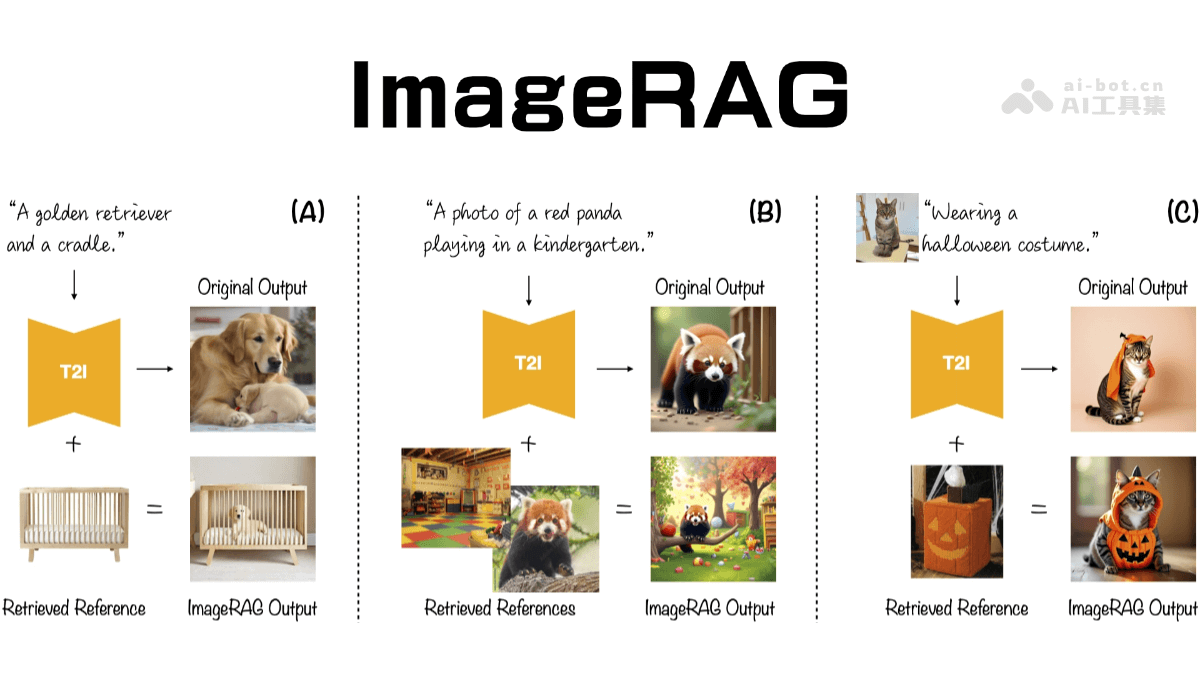 ImageRAG
ai-bot.cn
AI工具集
“A golden retriever
and a cradle.”
(A)
Original Output
T2I
+
=
Retrieved Reference
ImageRAG Output
“A photo of a red panda
playing in a kindergarten.”
(B)
Original Output
T2I
+
=
Retrieved References
ImageRAG Output
“Wearing a
halloween costume.”
(C)
Original Output
T2I
+
=
Retrieved Reference
ImageRAG Output